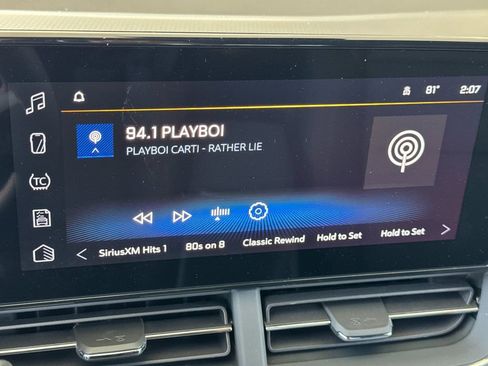 81° 2:07
94.1 PLAYBOI
PLAYBOI CARTI - RATHER LIE
TC
SiriusXM Hits 1 80s on 8 Classic Rewind Hold to Set Hold to Set